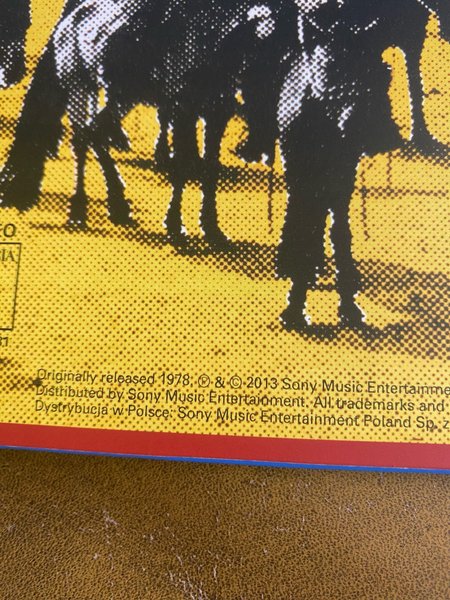 Originally released 1978, ℗ & © 2013 Sony Music Entertainme
Distributed by Sony Music Entertainment. All trademarks and
Dystrybucja w Polsce: Sony Music Entertainment Poland Sp. z